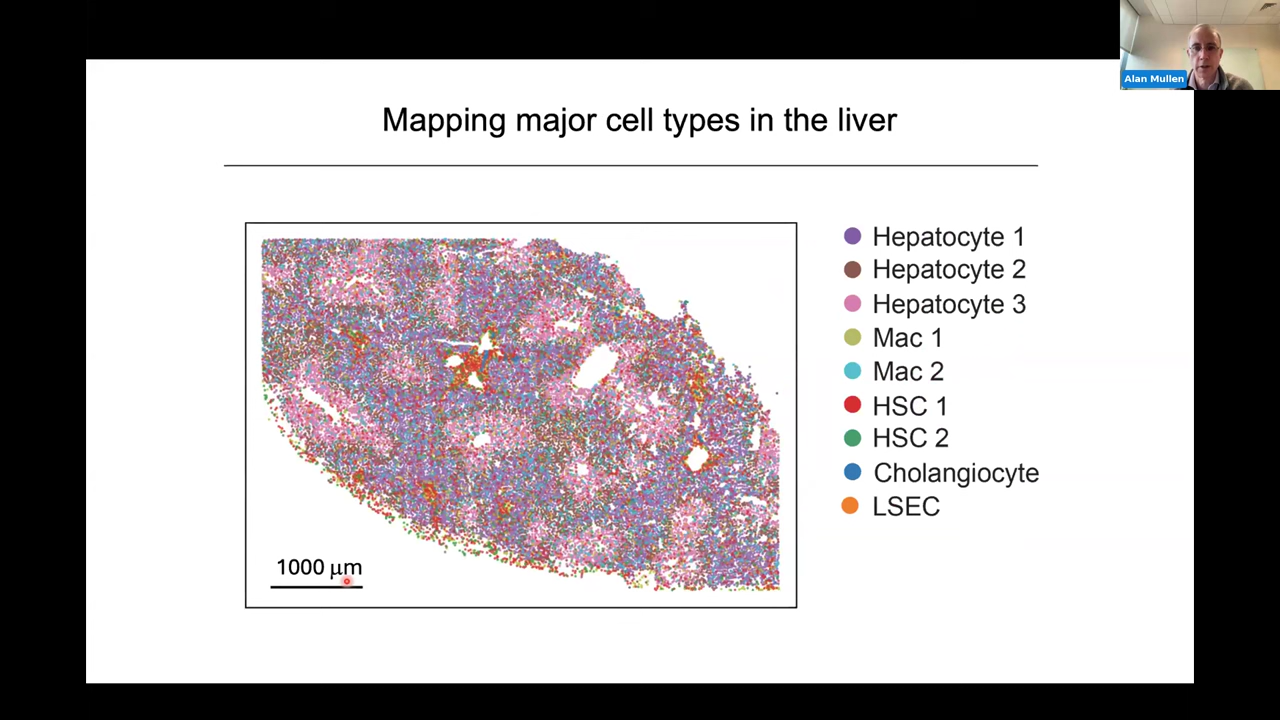 Alan Mullen
Mapping major cell types in the liver
Hepatocyte 1
Hepatocyte 2
Hepatocyte 3
Mac 1
Mac 2
HSC 1
HSC 2
Cholangiocyte
LSEC
1000 μm